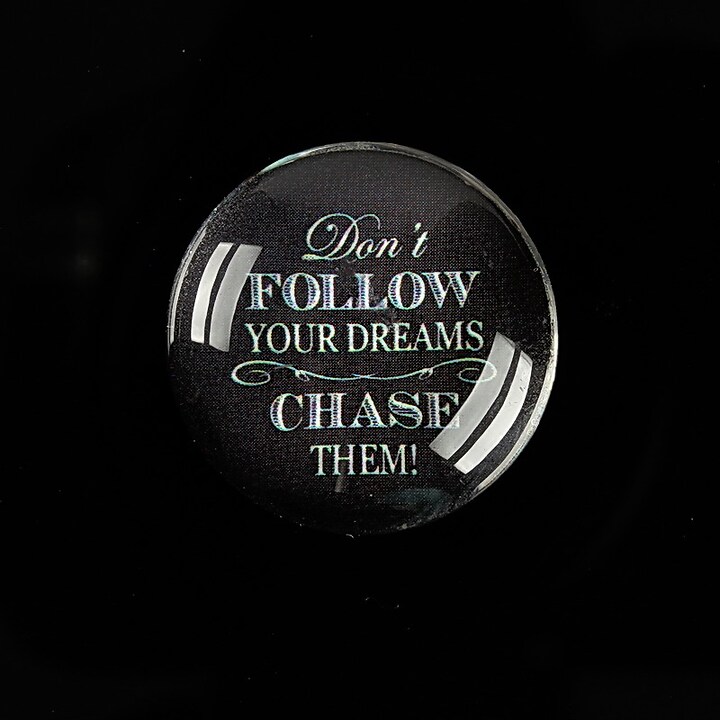 Don't
FOLLOW
YOUR DREAMS
CHASE
THEM!